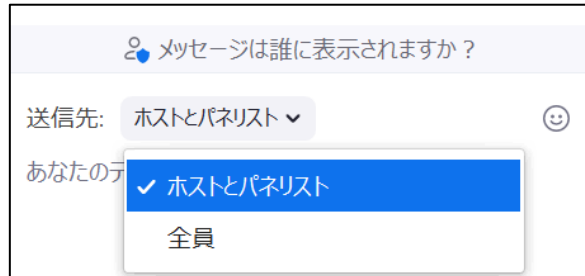 メッセージは誰に表示されますか？
送信先: ホストとパネリスト
あなたのテ
ホストとパネリスト
全員